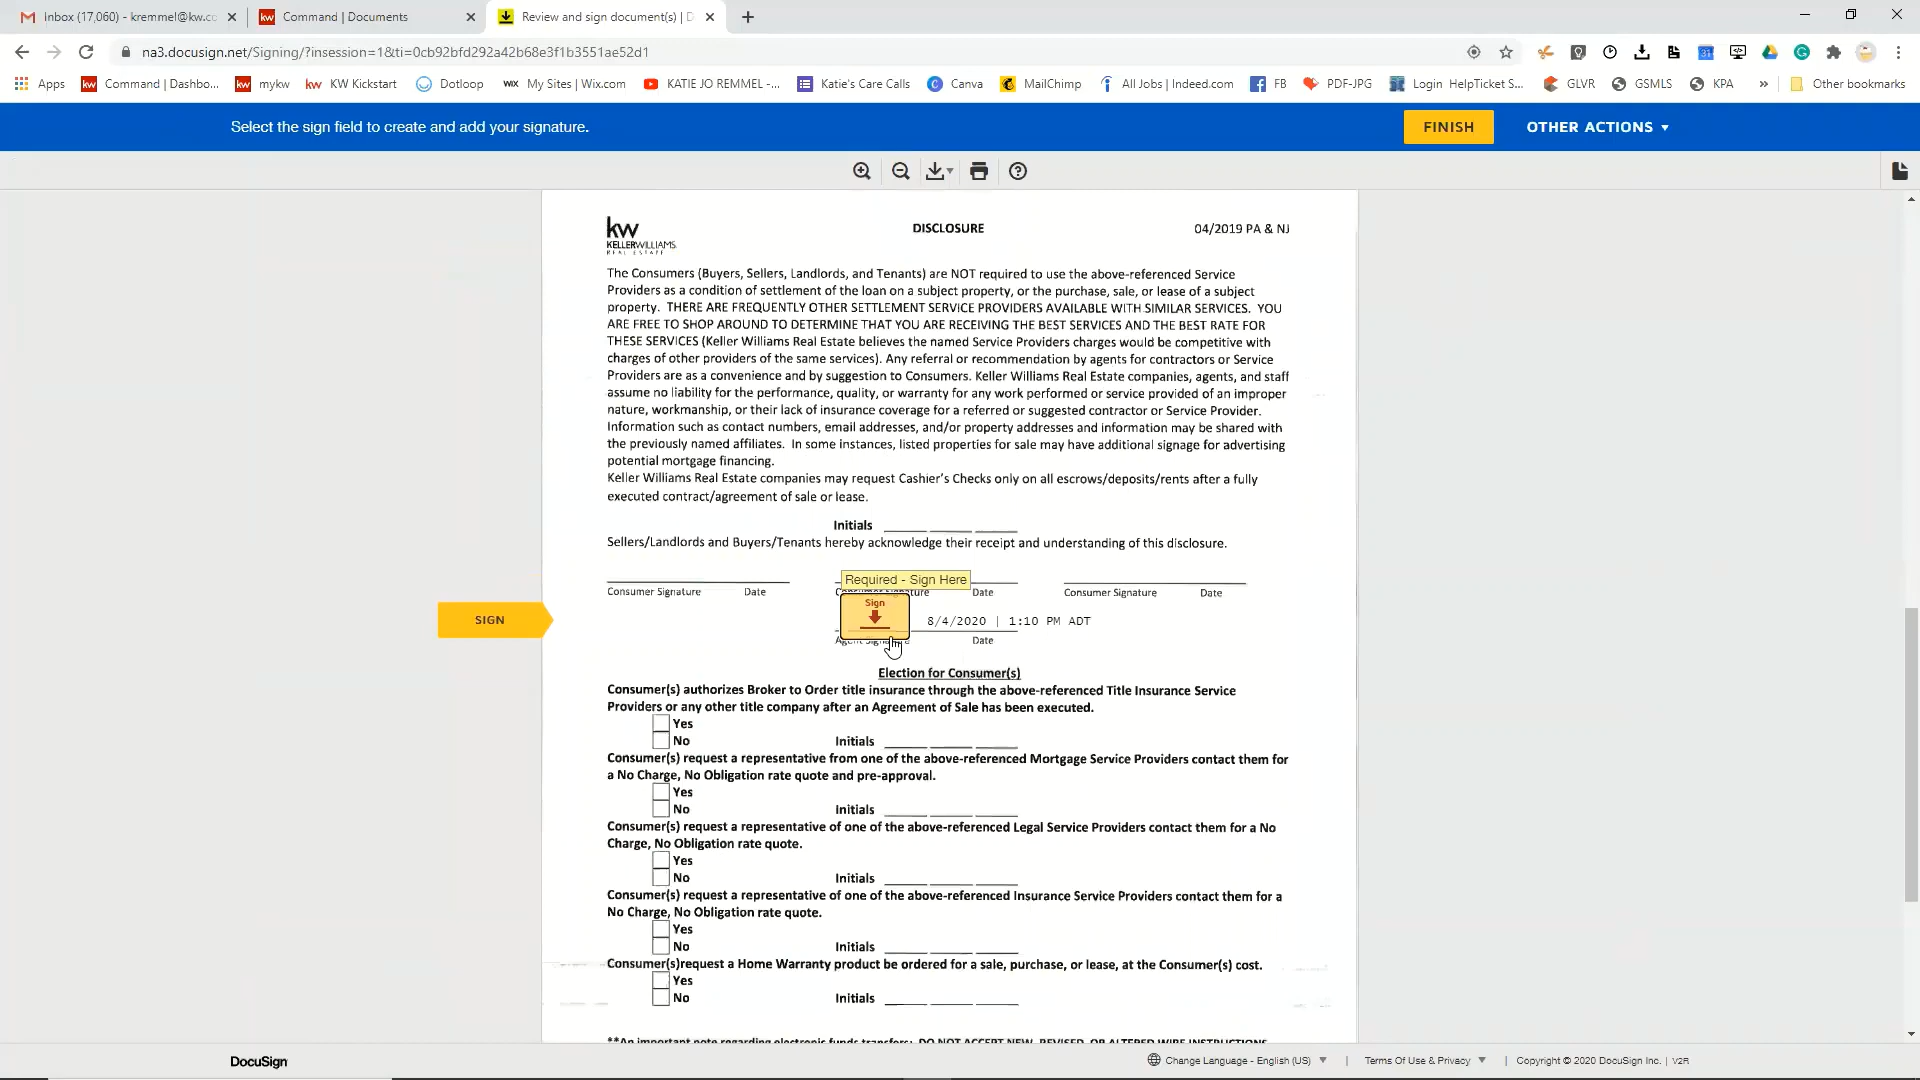 Inbox (17,060) - kremmel@kw.cc
Command | Documents
Review and sign document(s) | D
na3.docusign.net/Signing/?insession=1&ti=0cb92bfd292a42b68e3f1b3551ae52d1
Apps
Command | Dashbo...
mykw
KW Kickstart
Dotloop
My Sites | Wix.com
KATIE JO REMMEL -...
Katie's Care Calls
Canva
MailChimp
All Jobs | Indeed.com
FB
PDF-JPG
Login HelpTicket S...
GLVR
GSMLS
KPA
»
Other bookmarks
Select the sign field to create and add your signature.
FINISH
OTHER ACTIONS
kw
KELLERWILLIAMS
REAL ESTATE
DISCLOSURE
04/2019 PA & NJ
The Consumers (Buyers, Sellers, Landlords, and Tenants) are NOT required to use the above-referenced Service
Providers as a condition of settlement of the loan on a subject property, or the purchase, sale, or lease of a subject
property. THERE ARE FREQUENTLY OTHER SETTLEMENT SERVICE PROVIDERS AVAILABLE WITH SIMILAR SERVICES. YOU
ARE FREE TO SHOP AROUND TO DETERMINE THAT YOU ARE RECEIVING THE BEST SERVICES AND THE BEST RATE FOR
THESE SERVICES (Keller Williams Real Estate believes the named Service Providers charges would be competitive with
charges of other providers of the same services). Any referral or recommendation by agents for contractors or Service
Providers are as a convenience and by suggestion to Consumers. Keller Williams Real Estate companies, agents, and staff
assume no liability for the performance, quality, or warranty for any work performed or service provided of an improper
nature, workmanship, or their lack of insurance coverage for a referred or suggested contractor or Service Provider.
Information such as contact numbers, email addresses, and/or property addresses and information may be shared with
the previously named affiliates. In some instances, listed properties for sale may have additional signage for advertising
potential mortgage financing.
Keller Williams Real Estate companies may request Cashier's Checks only on all escrows/deposits/rents after a fully
executed contract/agreement of sale or lease.
Initials
Sellers/Landlords and Buyers/Tenants hereby acknowledge their receipt and understanding of this disclosure.
Required - Sign Here
Consumer Signature Date
Consumer Signature Date
Consumer Signature Date
SIGN
Sign
8/4/2020 | 1:10 PM ADT
Agent Signature Date
Election for Consumer(s)
Consumer(s) authorizes Broker to Order title insurance through the above-referenced Title Insurance Service
Providers or any other title company after an Agreement of Sale has been executed.
Yes
No Initials
Consumer(s) request a representative from one of the above-referenced Mortgage Service Providers contact them for
a No Charge, No Obligation rate quote and pre-approval.
Yes
No Initials
Consumer(s) request a representative of one of the above-referenced Legal Service Providers contact them for a No
Charge, No Obligation rate quote.
Yes
No Initials
Consumer(s) request a representative of one of the above-referenced Insurance Service Providers contact them for a
No Charge, No Obligation rate quote.
Yes
No Initials
Consumer(s)request a Home Warranty product be ordered for a sale, purchase, or lease, at the Consumer(s) cost.
Yes
No Initials
**An important note regarding electronic funds transfers: DO NOT ACCEPT NEW, REVISED, OR ALTERED WIRE INSTRUCTIONS
DocuSign
Change Language - English (US)
Terms Of Use & Privacy
Copyright © 2020 DocuSign Inc. | V2R